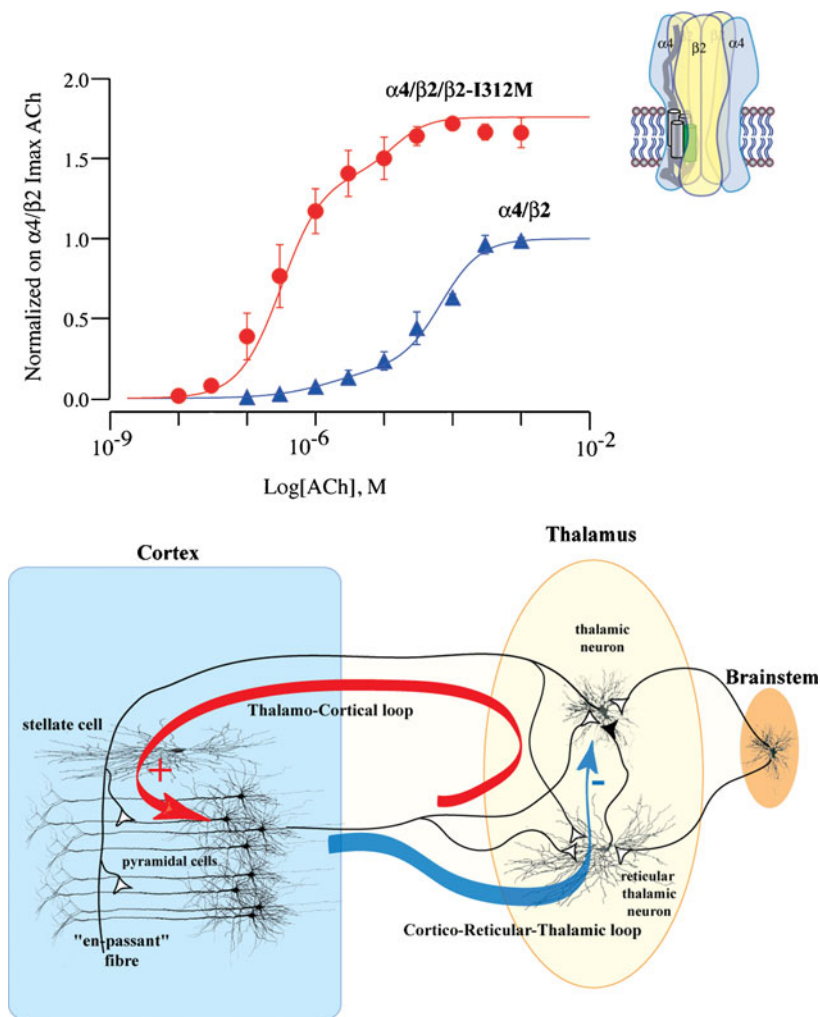 α4
β2
β2
α4
β2
2.0
1.5
1.0
0.5
0.0
Normalized on α4/β2 Imax ACh
α4/β2/β2-I312M
α4/β2
10-9
10-6
10-2
Log[ACh], M
Cortex
Thalamus
Brainstem
thalamic
neuron
Thalamo-Cortical loop
stellate cell
+
-
pyramidal cells
reticular
thalamic
neuron
Cortico-Reticular-Thalamic loop
"en-passant"
fibre